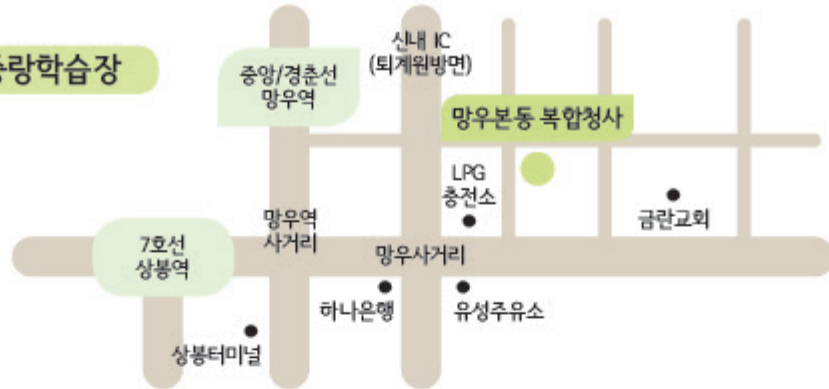 중랑학습장
신내 IC
(퇴계원방면)
중앙/경춘선
망우역
망우본동 복합청사
LPG
충전소
금란교회
망우역
사거리
7호선
상봉역
망우사거리
하나은행
유성주유소
상봉터미널